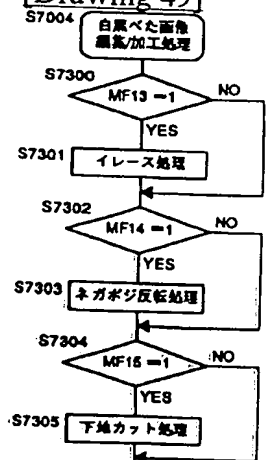 [Drawing 45]
S7004
白黒べた画像
編集/加工処理
S7300
MF13 =1
NO
YES
S7301
イレース処理
S7302
MF14 =1
NO
YES
S7303
ネガポジ反転処理
S7304
MF15 =1
NO
YES
S7305
下地カット処理